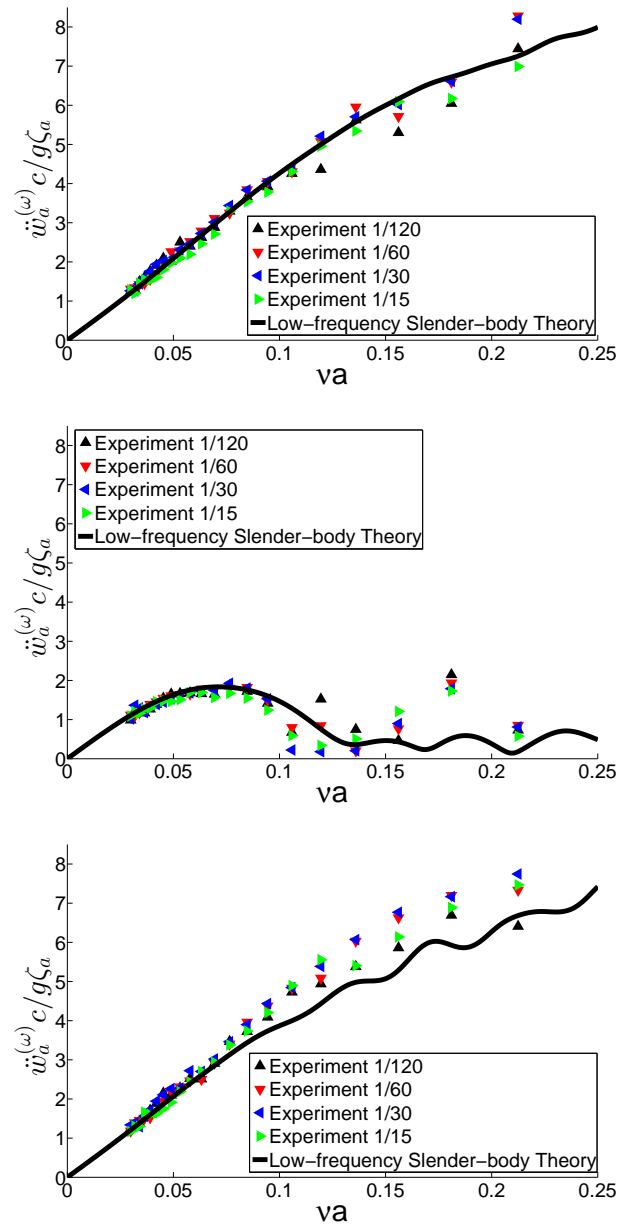 8
7
6
5
4
3
2
1
0
ẅₐ^(ω) c/gζₐ
Experiment 1/120
Experiment 1/60
Experiment 1/30
Experiment 1/15
Low−frequency Slender−body Theory
0 0.05 0.1 0.15 0.2 0.25
νa
8
7
6
5
4
3
2
1
0
ẅₐ^(ω) c/gζₐ
Experiment 1/120
Experiment 1/60
Experiment 1/30
Experiment 1/15
Low−frequency Slender−body Theory
0 0.05 0.1 0.15 0.2 0.25
νa
8
7
6
5
4
3
2
1
0
ẅₐ^(ω) c/gζₐ
Experiment 1/120
Experiment 1/60
Experiment 1/30
Experiment 1/15
Low−frequency Slender−body Theory
0 0.05 0.1 0.15 0.2 0.25
νa